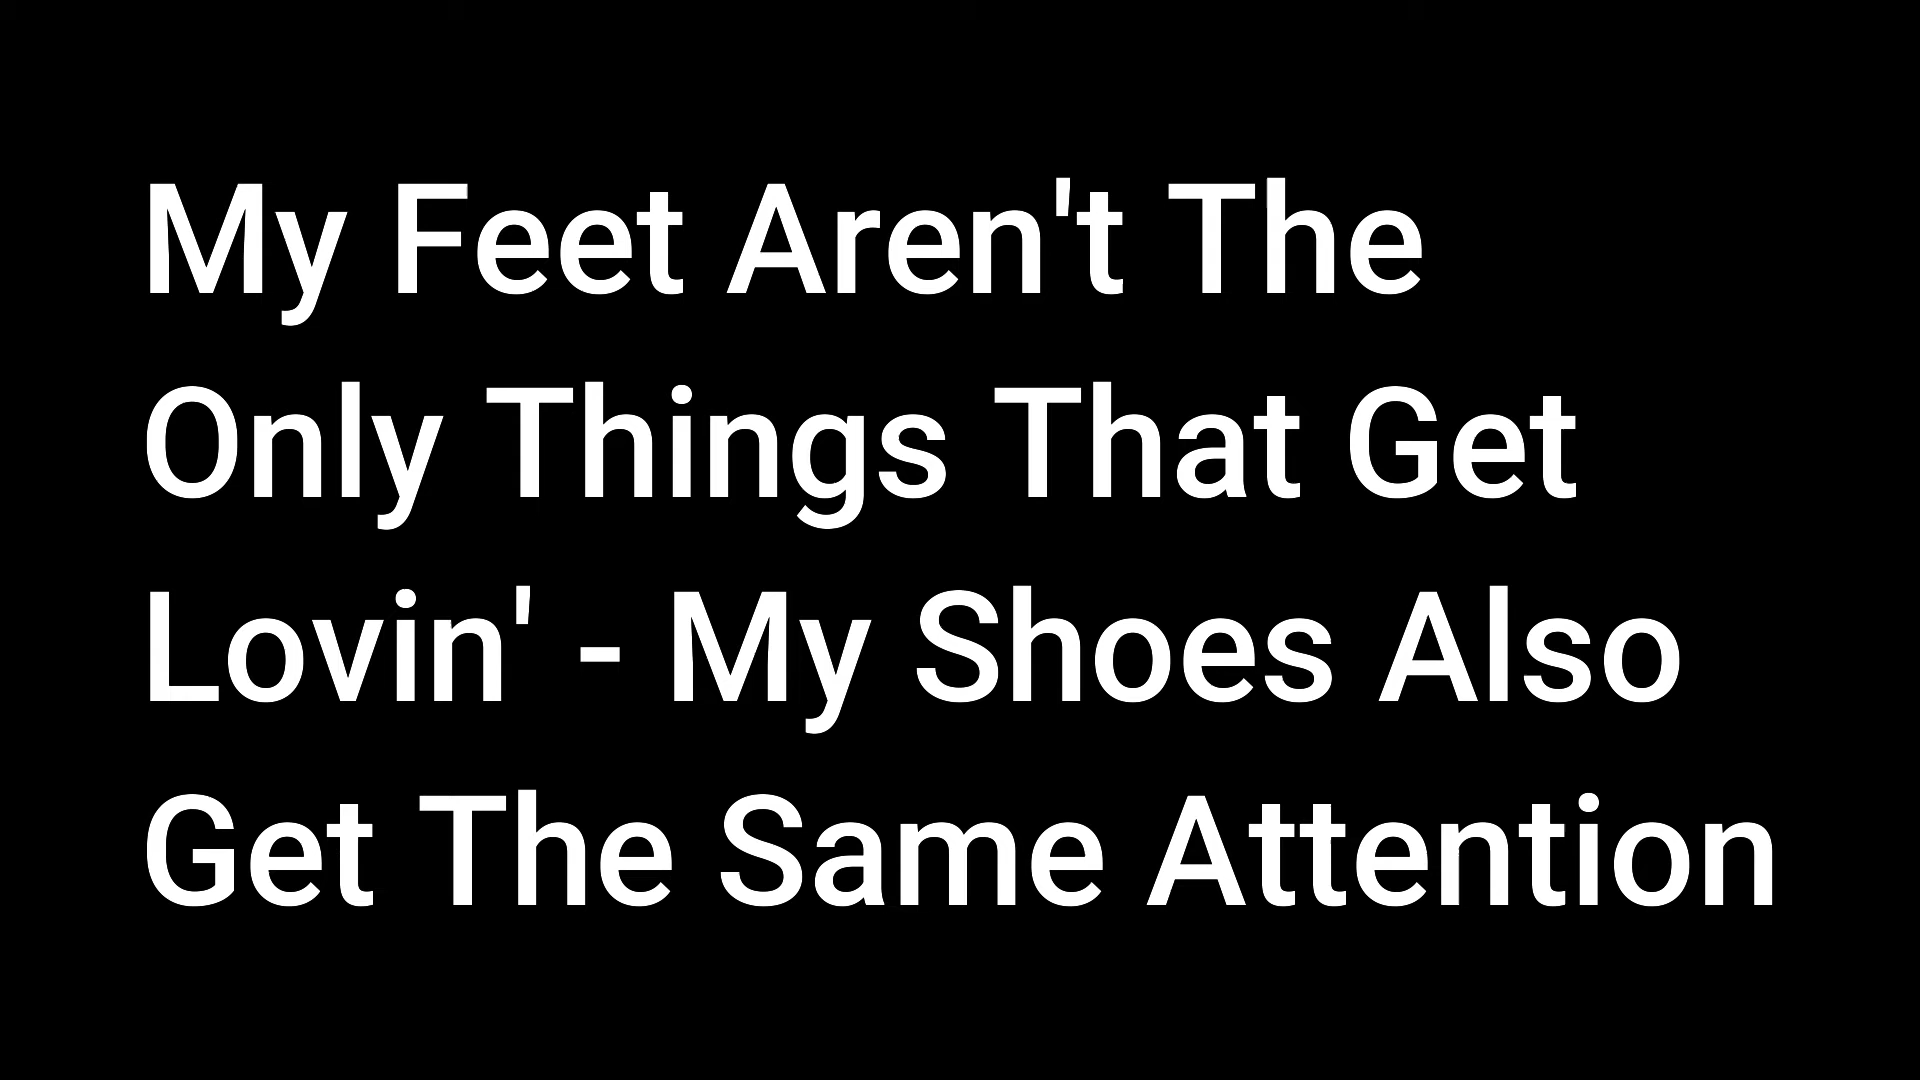 My Feet Aren't The
Only Things That Get
Lovin' - My Shoes Also
Get The Same Attention